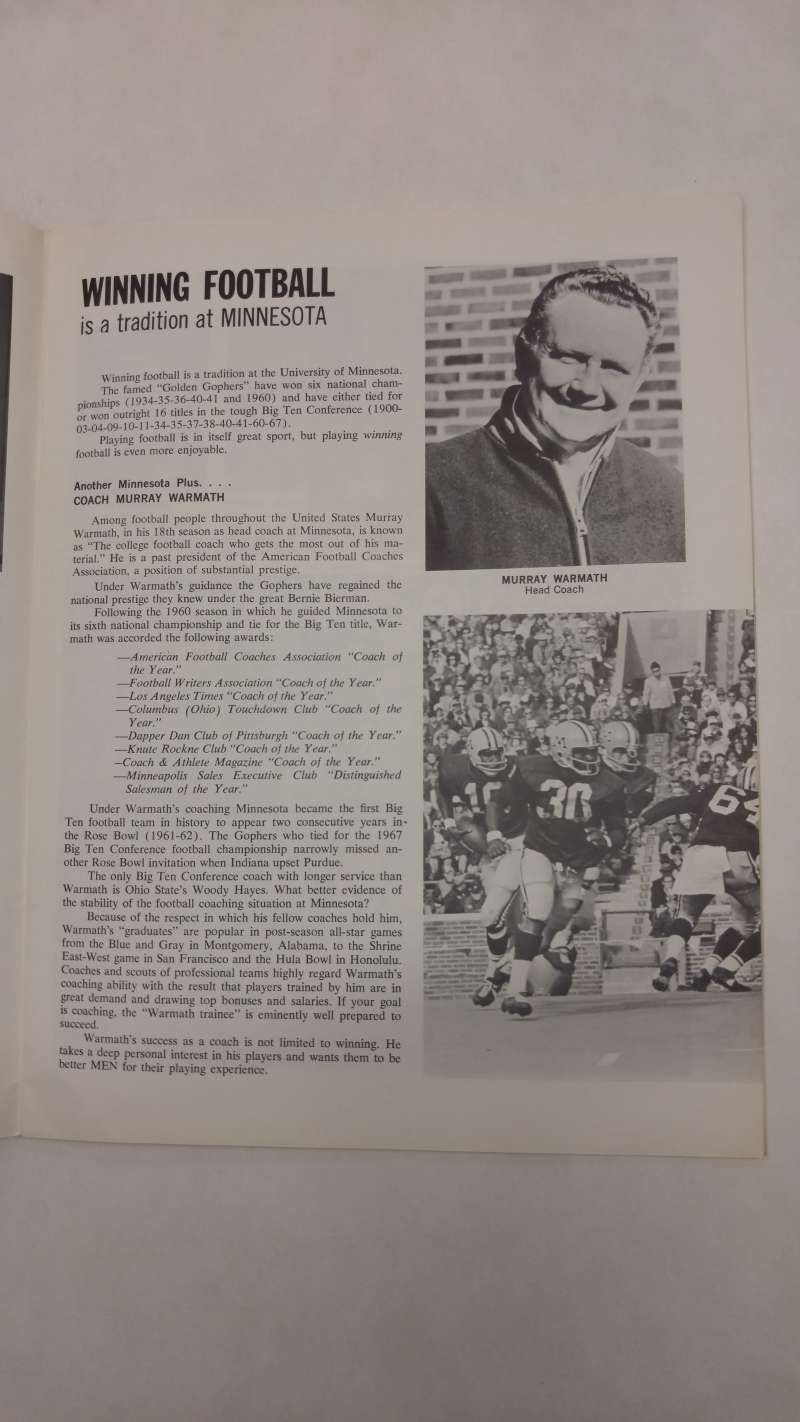 WINNING FOOTBALL
is a tradition at MINNESOTA
Winning football is a tradition at the University of Minnesota.
The famed “Golden Gophers” have won six national cham-
pionships (1934-35-36-40-41 and 1960) and have either tied for
or won outright 16 titles in the tough Big Ten Conference (1900-
03-04-09-10-11-34-35-37-38-40-41-60-67).
Playing football is in itself great sport, but playing winning
football is even more enjoyable.
Another Minnesota Plus. . . .
COACH MURRAY WARMATH
Among football people throughout the United States Murray
Warmath, in his 18th season as head coach at Minnesota, is known
as “The college football coach who gets the most out of his ma-
terial.” He is a past president of the American Football Coaches
Association, a position of substantial prestige.
Under Warmath’s guidance the Gophers have regained the
national prestige they knew under the great Bernie Bierman.
Following the 1960 season in which he guided Minnesota to
its sixth national championship and tie for the Big Ten title, War-
math was accorded the following awards:
—American Football Coaches Association “Coach of
the Year.”
—Football Writers Association “Coach of the Year.”
—Los Angeles Times “Coach of the Year.”
—Columbus (Ohio) Touchdown Club “Coach of the
Year.”
—Dapper Dan Club of Pittsburgh “Coach of the Year.”
—Knute Rockne Club “Coach of the Year.”
—Coach & Athlete Magazine “Coach of the Year.”
—Minneapolis Sales Executive Club “Distinguished
Salesman of the Year.”
Under Warmath’s coaching Minnesota became the first Big
Ten football team in history to appear two consecutive years in
the Rose Bowl (1961-62). The Gophers who tied for the 1967
Big Ten Conference football championship narrowly missed an-
other Rose Bowl invitation when Indiana upset Purdue.
The only Big Ten Conference coach with longer service than
Warmath is Ohio State’s Woody Hayes. What better evidence of
the stability of the football coaching situation at Minnesota?
Because of the respect in which his fellow coaches hold him,
Warmath’s “graduates” are popular in post-season all-star games
from the Blue and Gray in Montgomery, Alabama, to the Shrine
East-West game in San Francisco and the Hula Bowl in Honolulu.
Coaches and scouts of professional teams highly regard Warmath’s
coaching ability with the result that players trained by him are in
great demand and drawing top bonuses and salaries. If your goal
is coaching, the “Warmath trainee” is eminently well prepared to
succeed.
Warmath’s success as a coach is not limited to winning. He
takes a deep personal interest in his players and wants them to be
better MEN for their playing experience.
MURRAY WARMATH
Head Coach
30